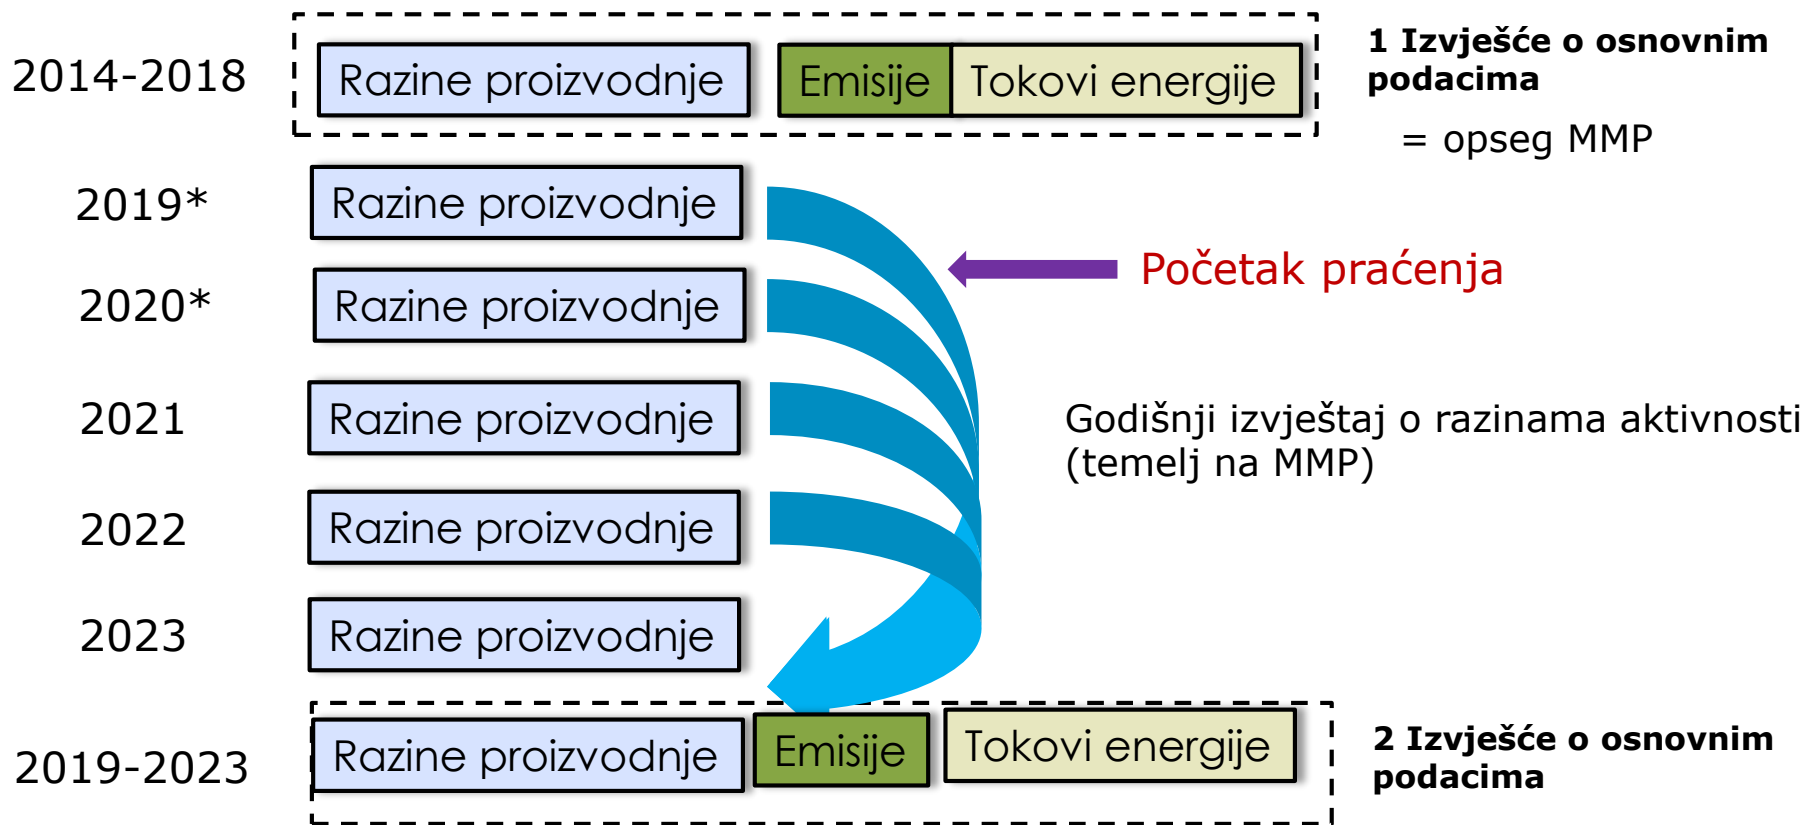 2014-2018
Razine proizvodnje
Emisije
Tokovi energije
1 Izvješće o osnovnim
podacima
= opseg MMP
2019*
Razine proizvodnje
Početak praćenja
2020*
Razine proizvodnje
2021
Razine proizvodnje
Godišnji izvještaj o razinama aktivnosti
(temelj na MMP)
2022
Razine proizvodnje
2023
Razine proizvodnje
2019-2023
Razine proizvodnje
Emisije
Tokovi energije
2 Izvješće o osnovnim
podacima